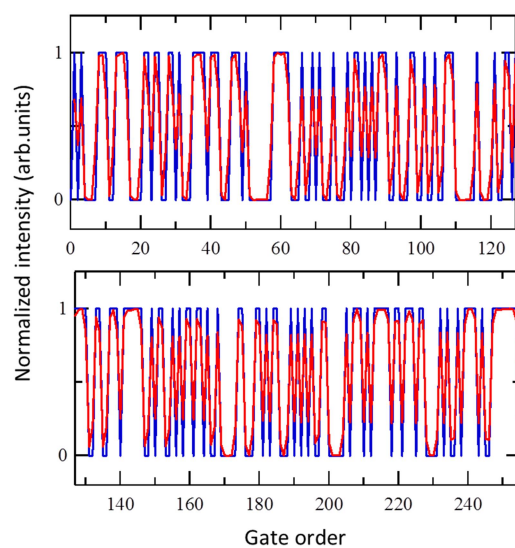 Normalized intensity (arb.units)
1
0
0 20 40 60 80 100 120
1
0
140 160 180 200 220 240
Gate order